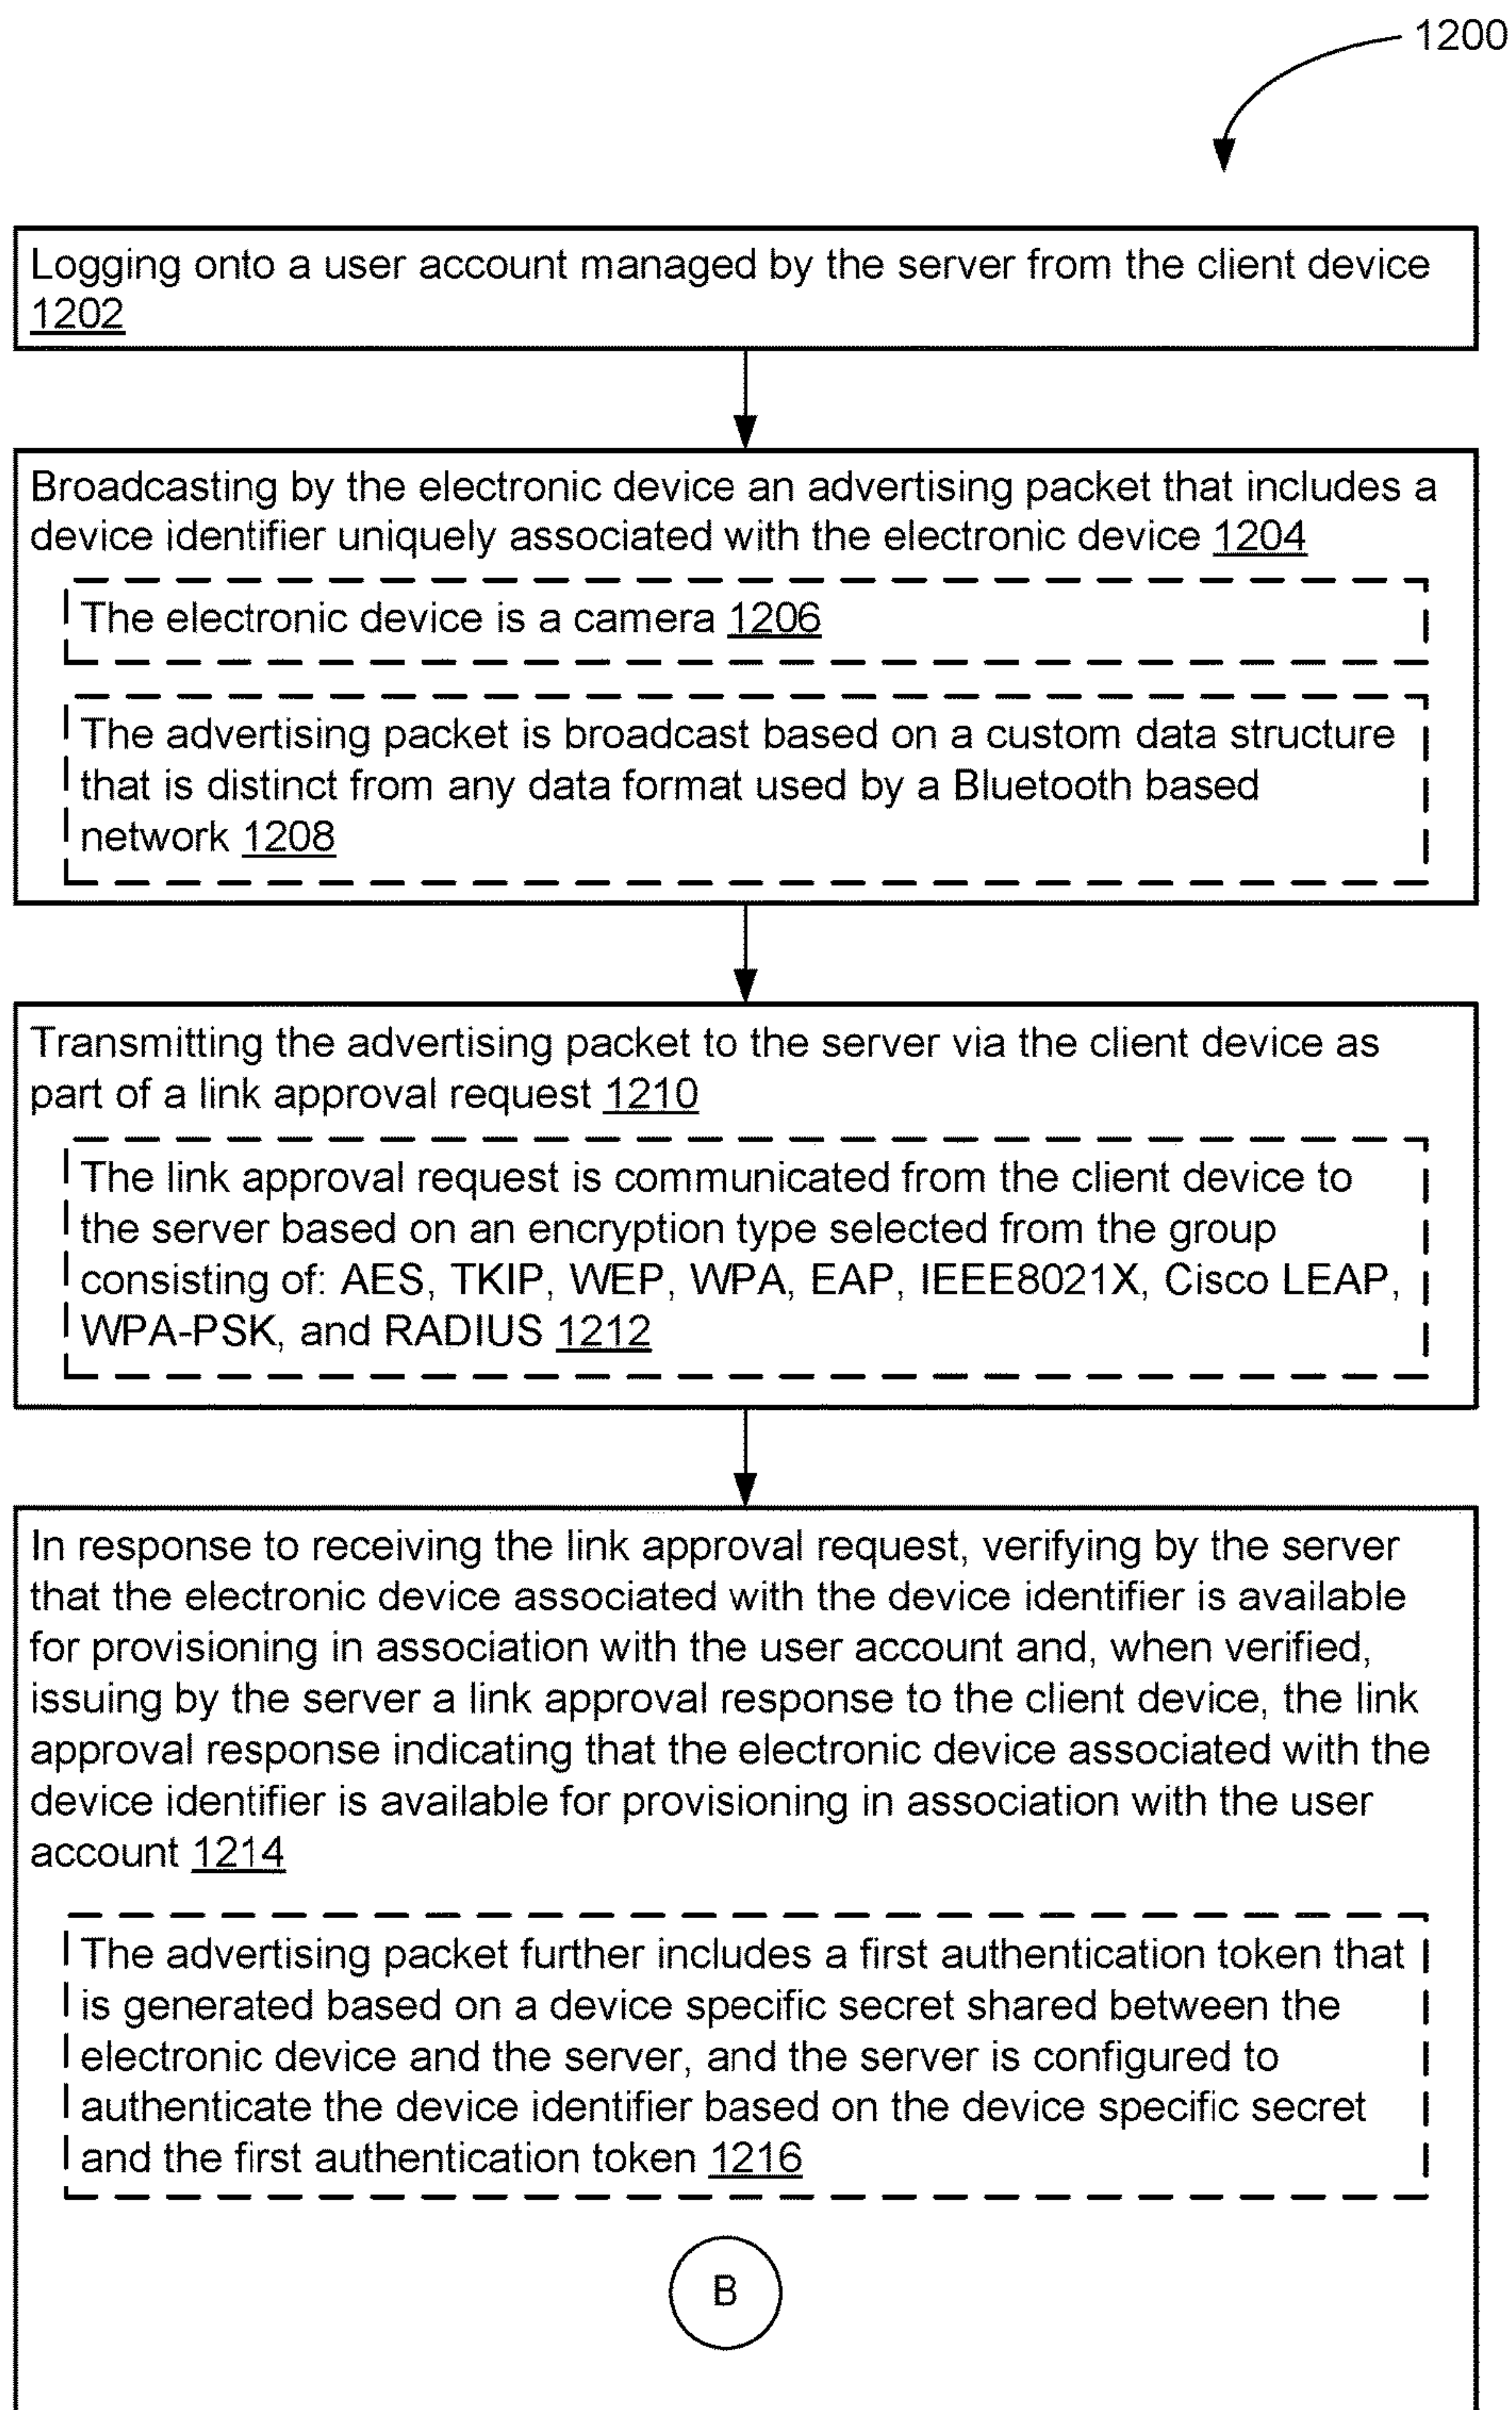 1200
Logging onto a user account managed by the server from the client device
1202
Broadcasting by the electronic device an advertising packet that includes a
device identifier uniquely associated with the electronic device 1204
The electronic device is a camera 1206
The advertising packet is broadcast based on a custom data structure
that is distinct from any data format used by a Bluetooth based
network 1208
Transmitting the advertising packet to the server via the client device as
part of a link approval request 1210
The link approval request is communicated from the client device to
the server based on an encryption type selected from the group
consisting of: AES, TKIP, WEP, WPA, EAP, IEEE8021X, Cisco LEAP,
WPA-PSK, and RADIUS 1212
In response to receiving the link approval request, verifying by the server
that the electronic device associated with the device identifier is available
for provisioning in association with the user account and, when verified,
issuing by the server a link approval response to the client device, the link
approval response indicating that the electronic device associated with the
device identifier is available for provisioning in association with the user
account 1214
The advertising packet further includes a first authentication token that
is generated based on a device specific secret shared between the
electronic device and the server, and the server is configured to
authenticate the device identifier based on the device specific secret
and the first authentication token 1216
B